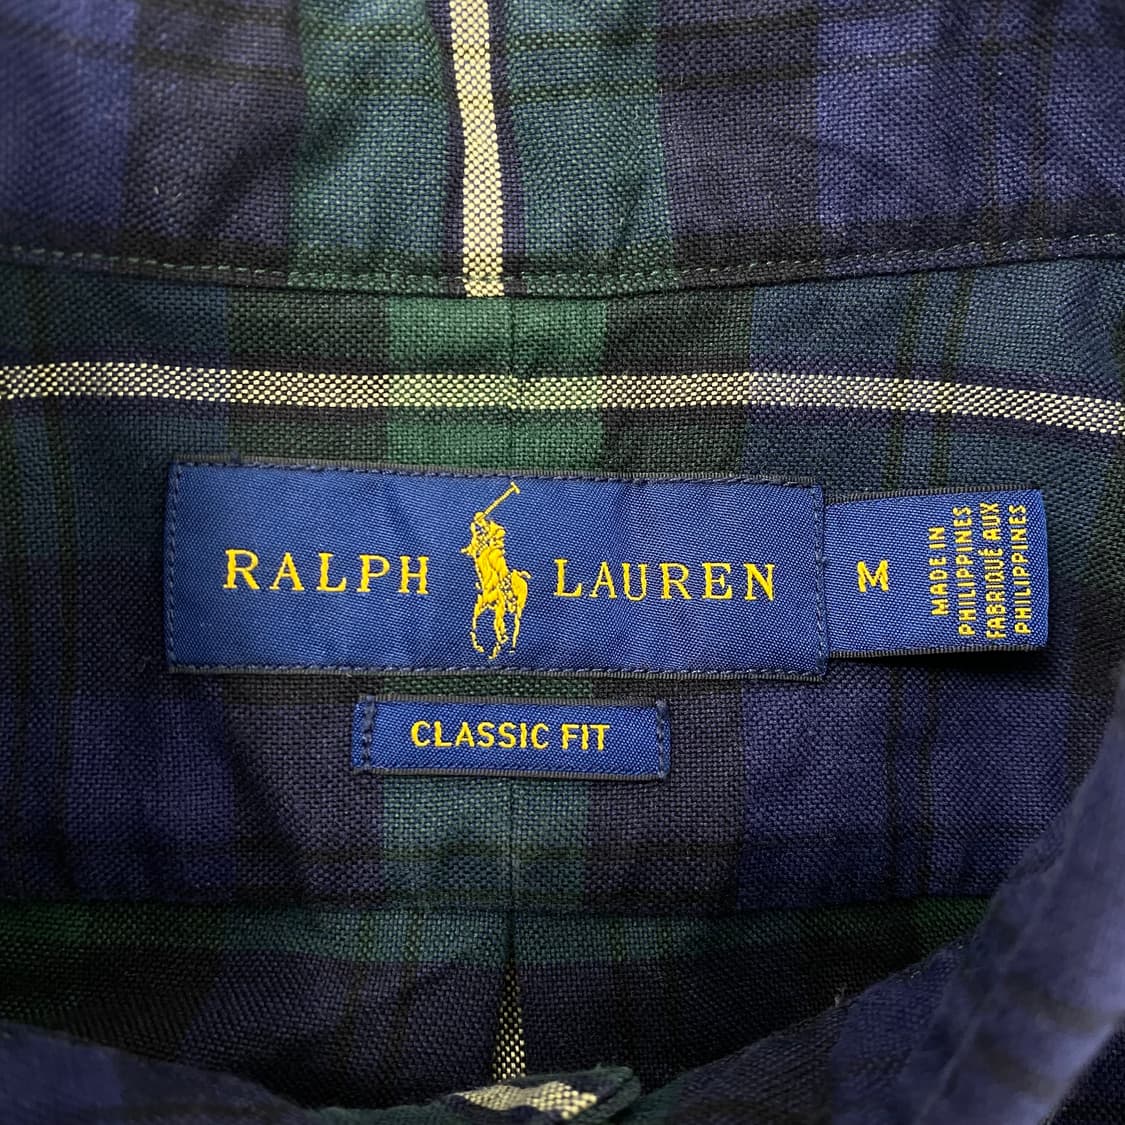 RALPH LAUREN
M
MADE IN
PHILIPPINES
FABRIQUÉ AUX
PHILIPPINES
CLASSIC FIT